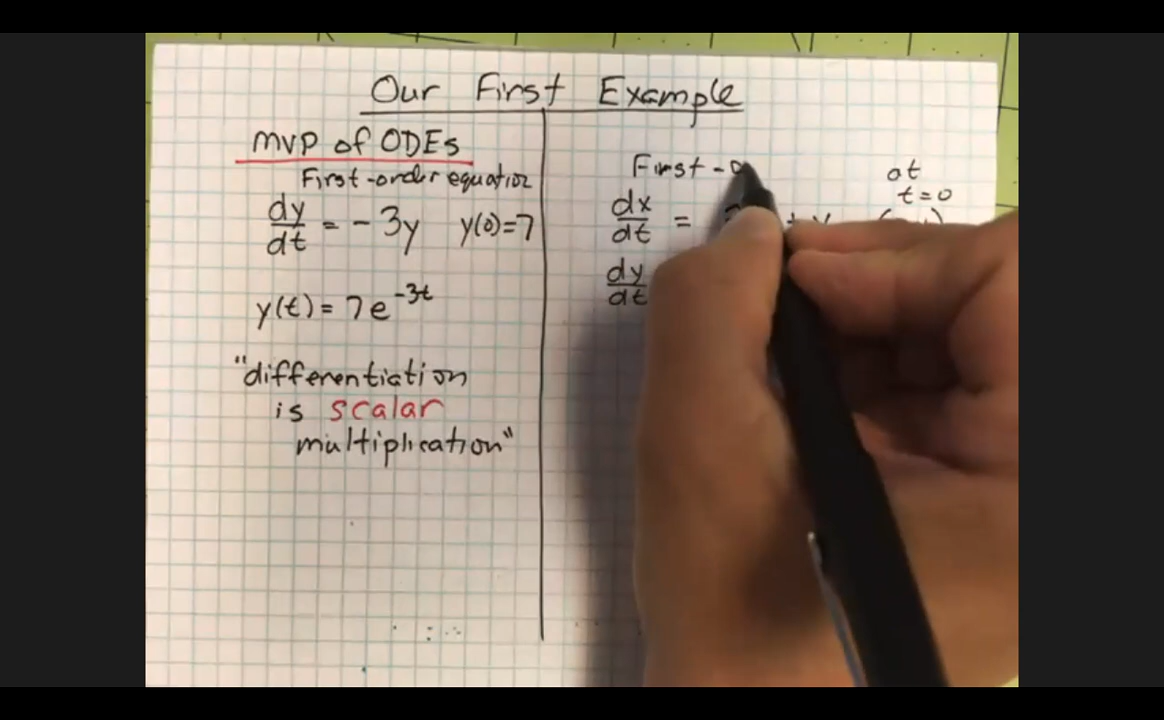 Our First Example
MVP of ODEs
First-order equation
dy/dt = -3y y(0)=7
y(t) = 7e^-3t
"differentiation
is scalar
multiplication"
First-o
at
t=0
dx/dt =
dy/dt